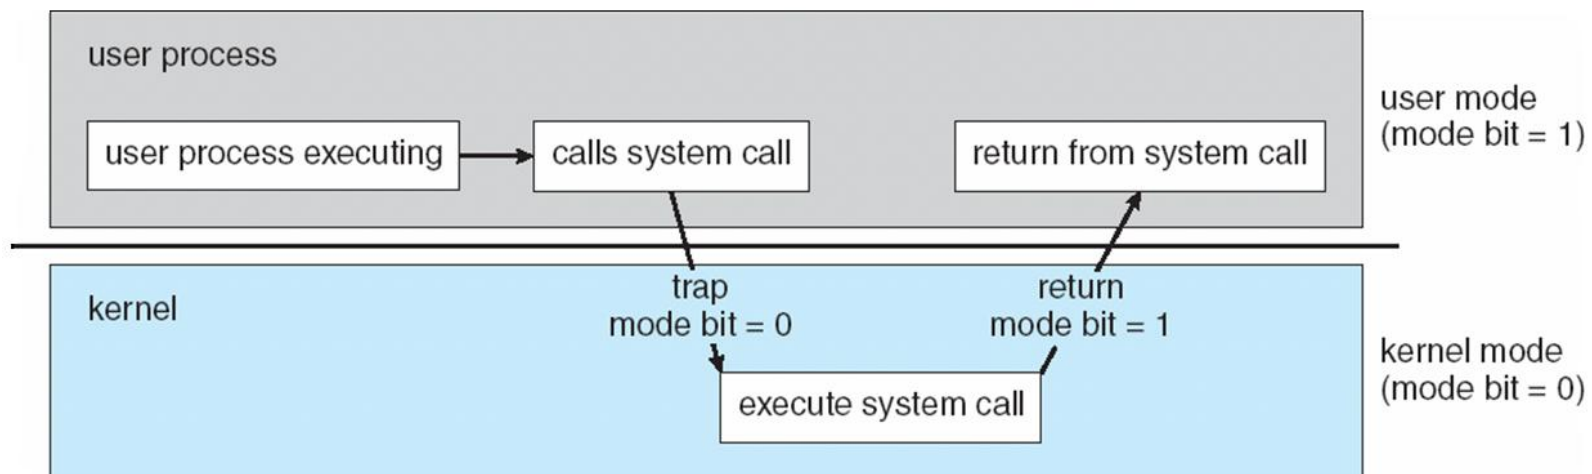 user process
user process executing
calls system call
return from system call
user mode
(mode bit = 1)
kernel
trap
mode bit = 0
return
mode bit = 1
execute system call
kernel mode
(mode bit = 0)